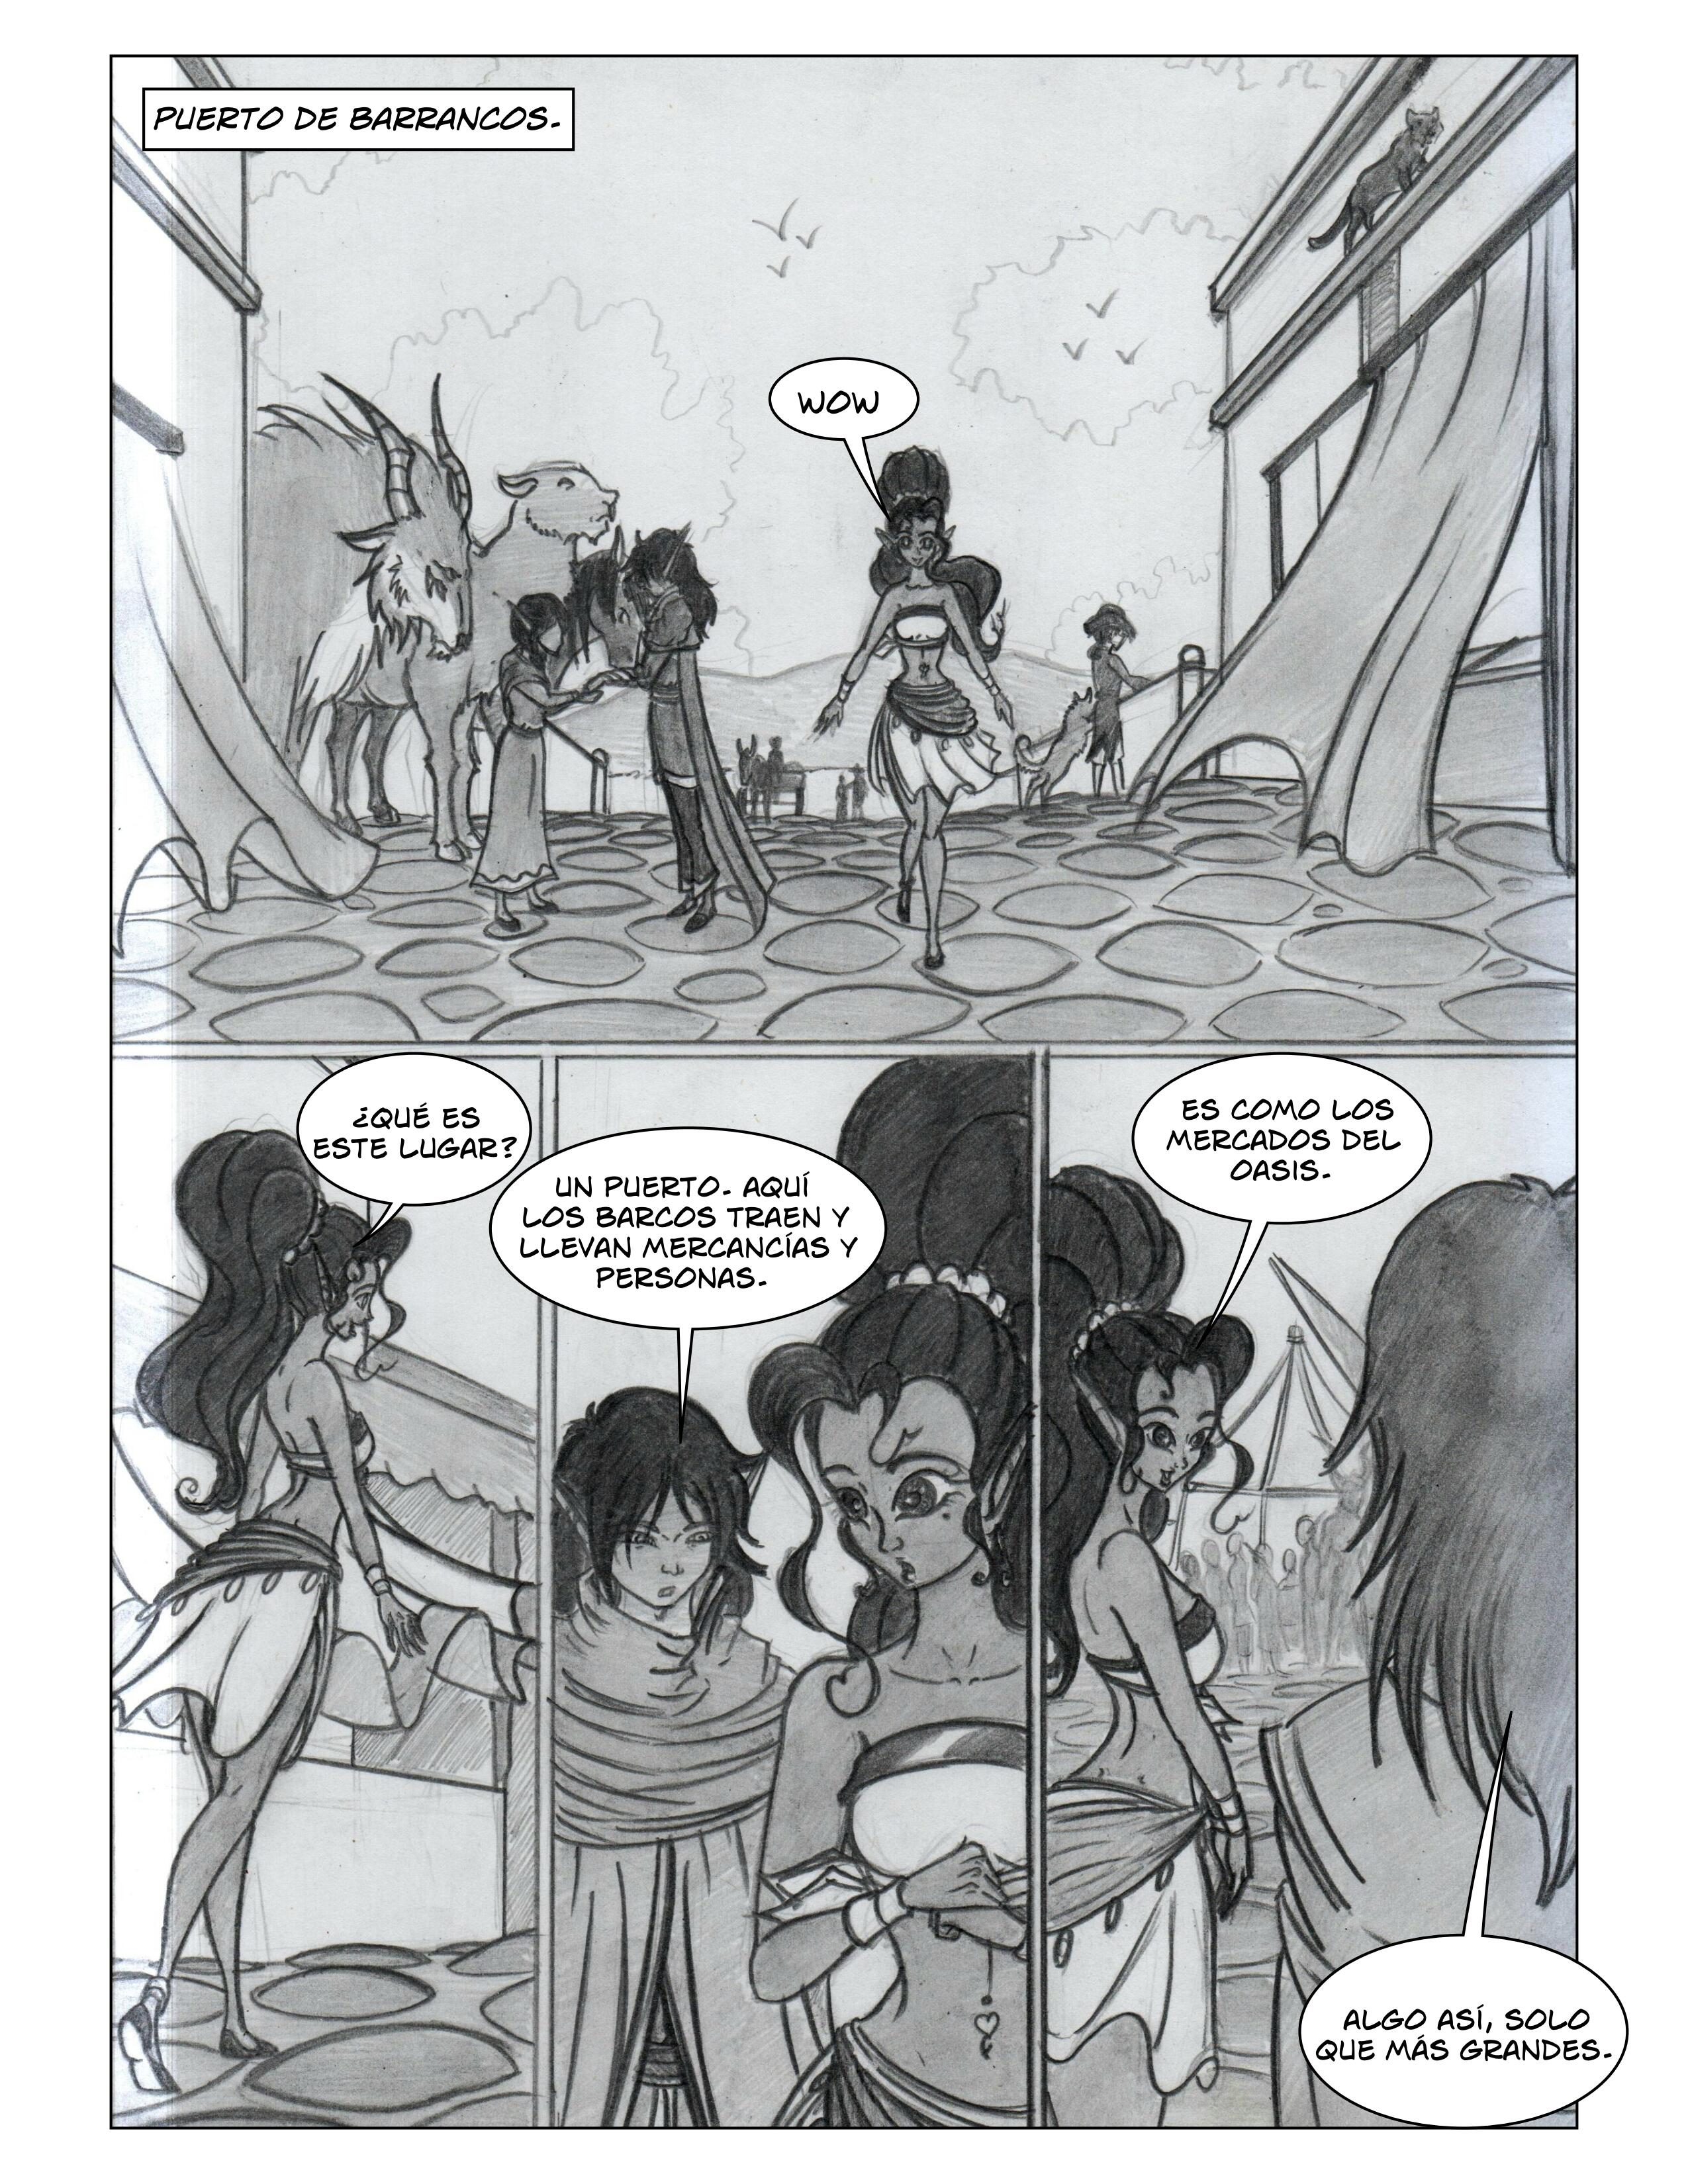 PUERTO DE BARRANCOS.
WOW
¿QUÉ ES
ESTE LUGAR?
UN PUERTO. AQUÍ
LOS BARCOS TRAEN Y
LLEVAN MERCANCÍAS Y
PERSONAS.
ES COMO LOS
MERCADOS DEL
OASIS.
ALGO ASÍ, SOLO
QUE MÁS GRANDES.